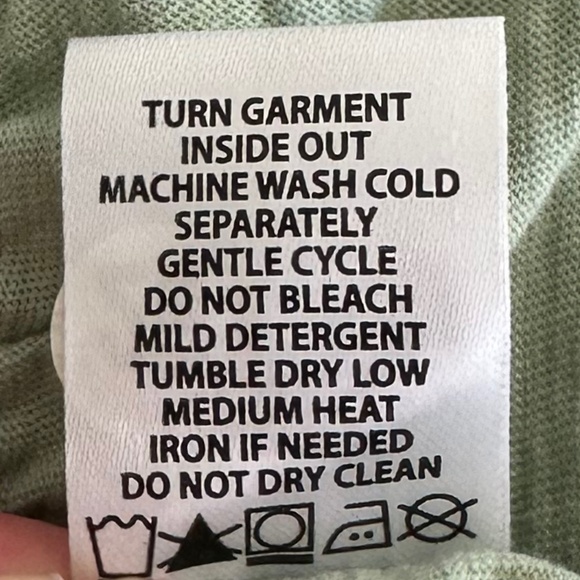 TURN GARMENT
INSIDE OUT
MACHINE WASH COLD
SEPARATELY
GENTLE CYCLE
DO NOT BLEACH
MILD DETERGENT
TUMBLE DRY LOW
MEDIUM HEAT
IRON IF NEEDED
DO NOT DRY CLEAN